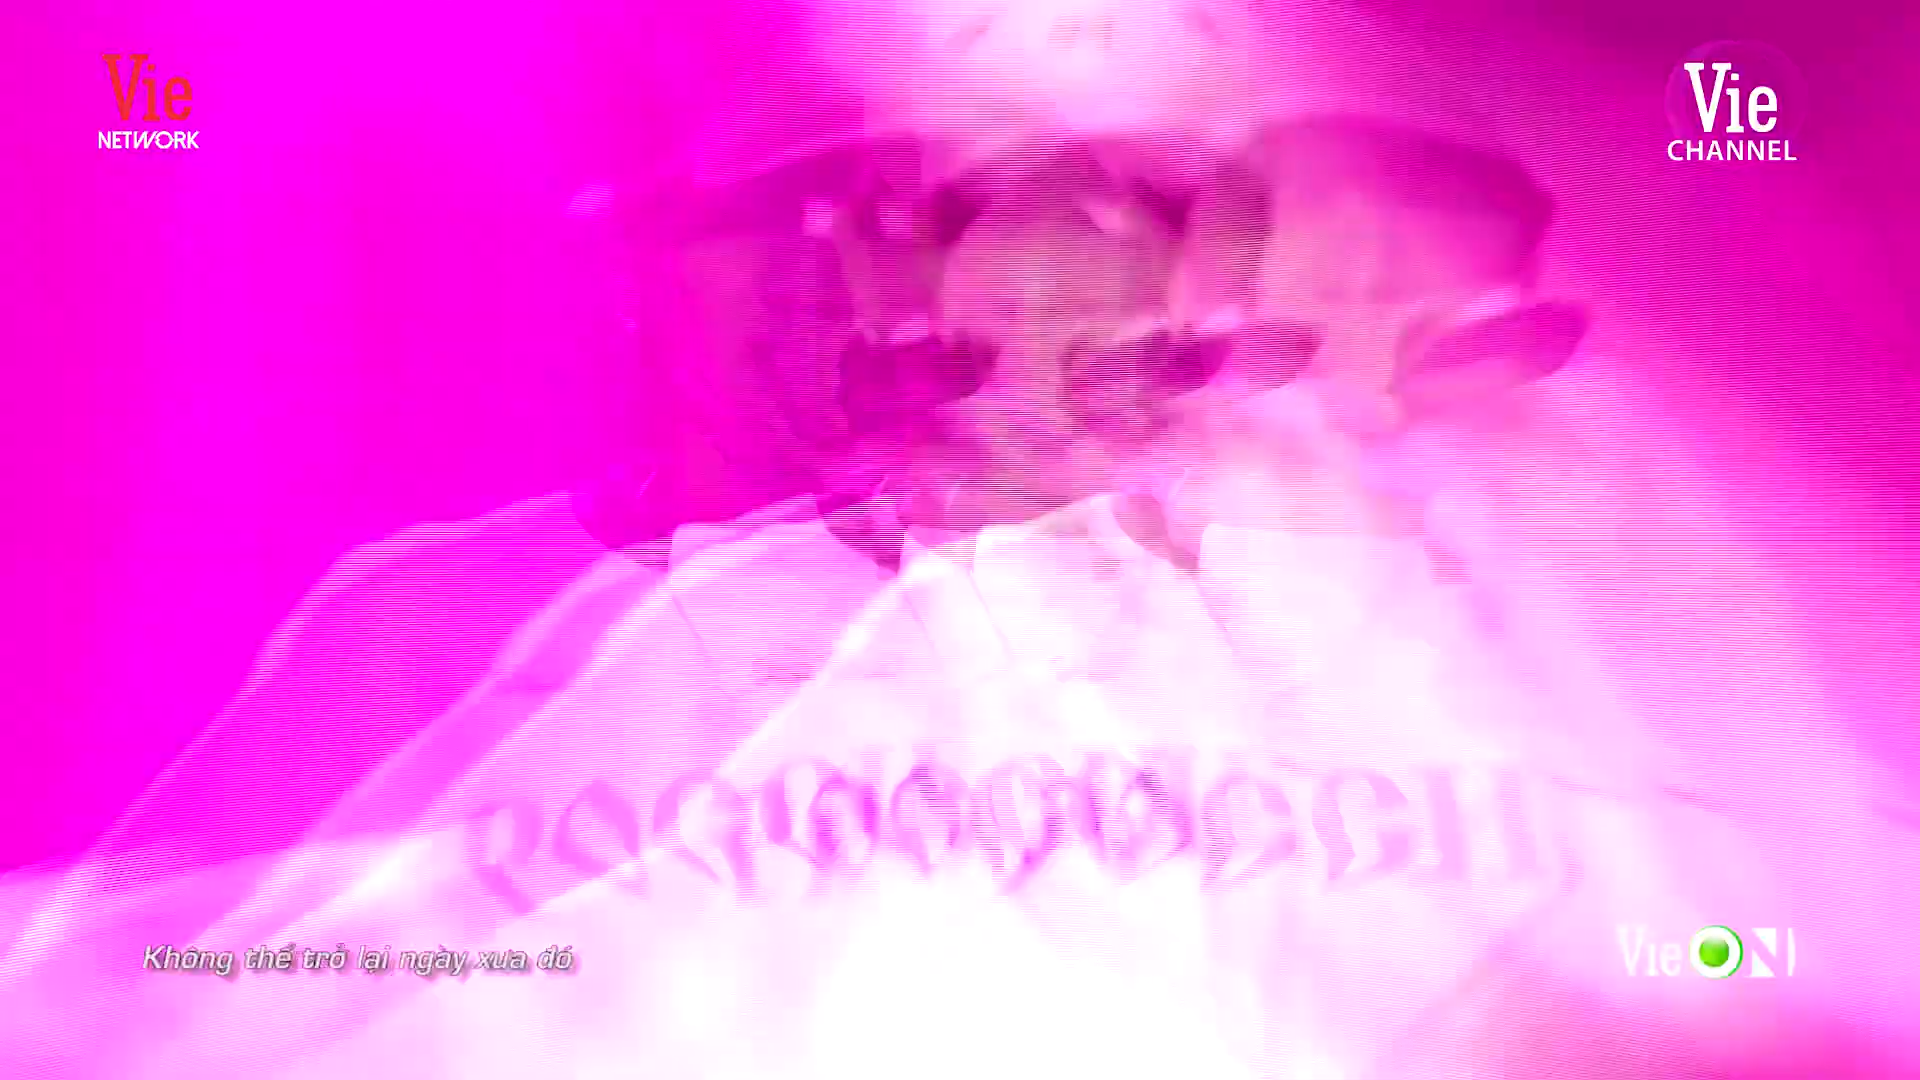 Vie
NETWORK
Vie
CHANNEL
Không thể trở lại ngày xưa đó
VieON